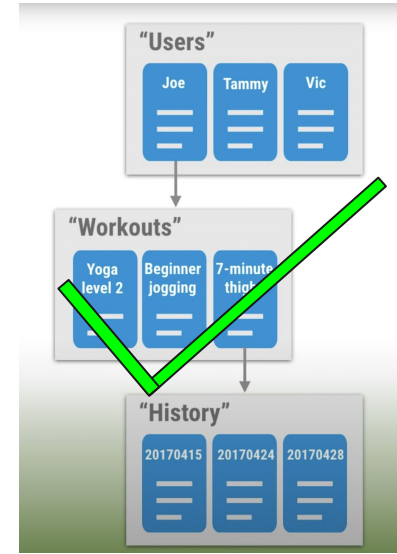 “Users”
Joe Tammy Vic
“Workouts”
Yoga Beginner 7-minute
level 2 jogging
“History”
20170415 20170424 20170428